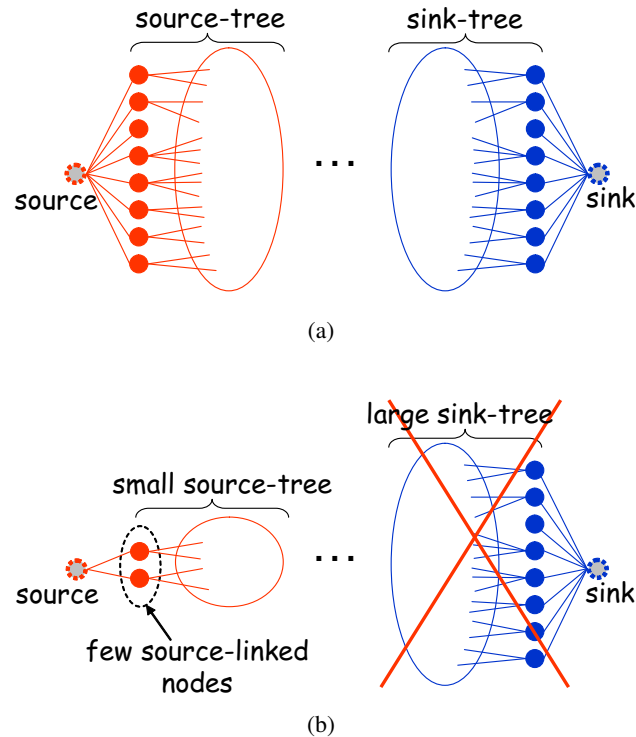 source-tree sink-tree
...
source sink
(a)
large sink-tree
small source-tree
...
source sink
few source-linked
nodes
(b)